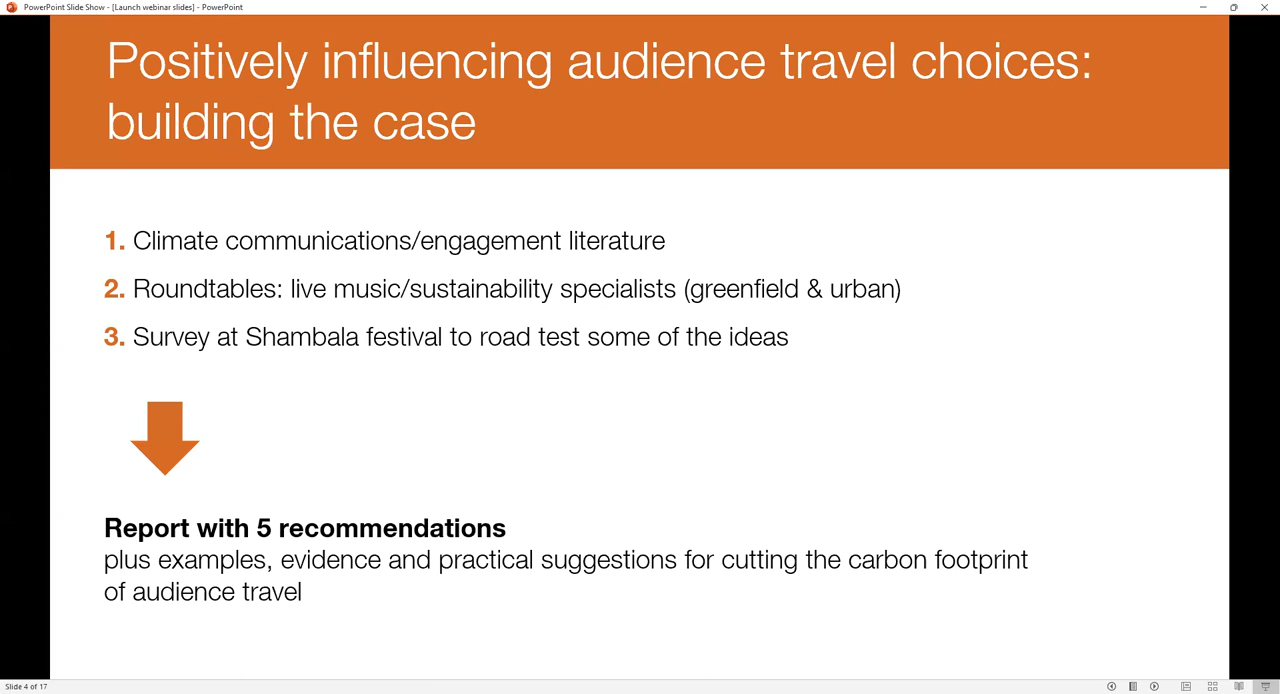 PowerPoint Slide Show - [Launch webinar slides] - PowerPoint
Positively influencing audience travel choices:
building the case
1. Climate communications/engagement literature
2. Roundtables: live music/sustainability specialists (greenfield & urban)
3. Survey at Shambala festival to road test some of the ideas
Report with 5 recommendations
plus examples, evidence and practical suggestions for cutting the carbon footprint
of audience travel
Slide 4 of 17